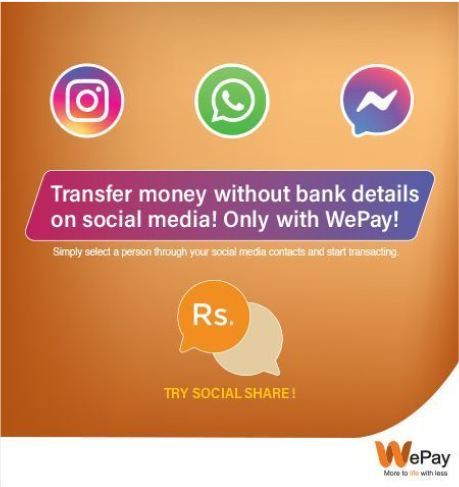 Transfer money without bank details
on social media! Only with WePay!
Simply select a person through your social media contacts and start transacting.
Rs.
TRY SOCIAL SHARE!
WePay
More to life with less